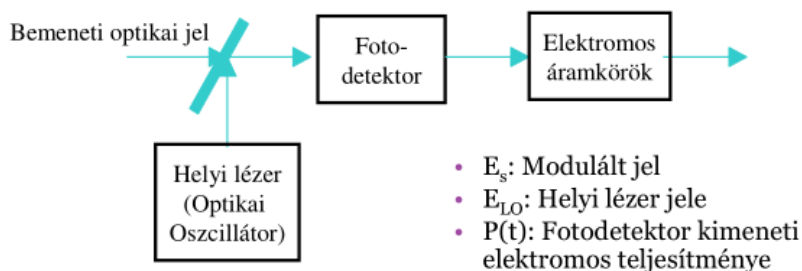 Bemeneti optikai jel
Foto-
detektor
Elektromos
áramkörök
Helyi lézer
(Optikai
Oszcillátor)
• Es: Modulált jel
• ELO: Helyi lézer jele
• P(t): Fotodetektor kimeneti
elektromos teljesítménye